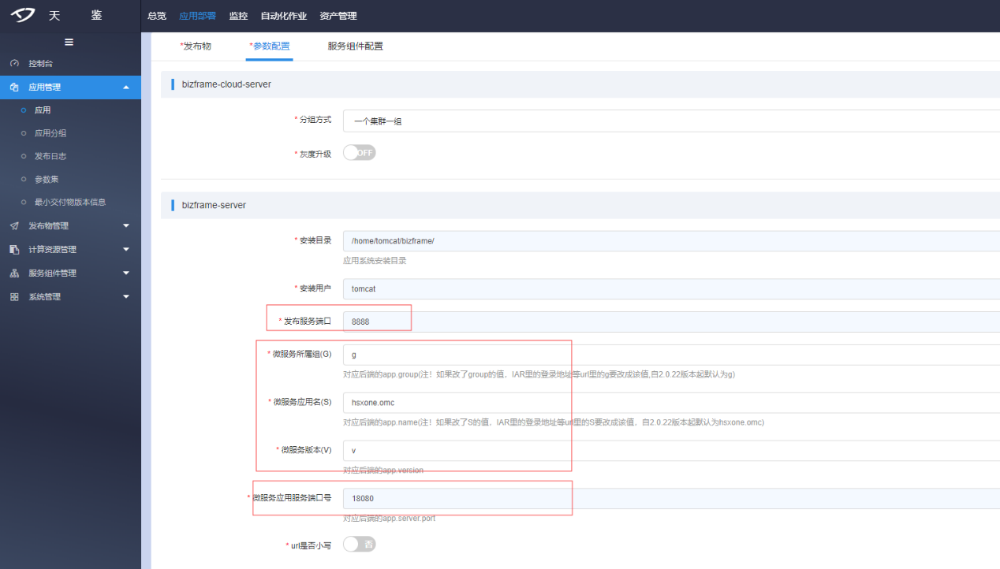 天 鉴
总览 应用部署 监控 自动化作业 资产管理
控制台
应用管理
应用
应用分组
发布日志
参数集
最小交付物版本信息
发布物管理
计算资源管理
服务组件管理
系统管理
*发布物 *参数配置 服务组件配置
bizframe-cloud-server
* 分组方式 一个集群一组
* 灰度升级 OFF
bizframe-server
* 安装目录 /home/tomcat/bizframe/
应用系统安装目录
* 安装用户 tomcat
* 发布服务端口 8888
* 微服务所属组(G) g
对应后端的app.group(注！如果改了group的值，IAR里的登录地址等url里的g要改成该值,自2.0.22版本起默认为g)
* 微服务应用名(S) hsxone.omc
对应后端的app.name(注！如果改了S的值，IAR里的登录地址等url里的S要改成该值，自2.0.22版本起默认为hsxone.omc)
* 微服务版本(V) v
对应后端的app.version
* 微服务应用服务端口号 18080
对应后端的app.server.port
* url是否小写 否